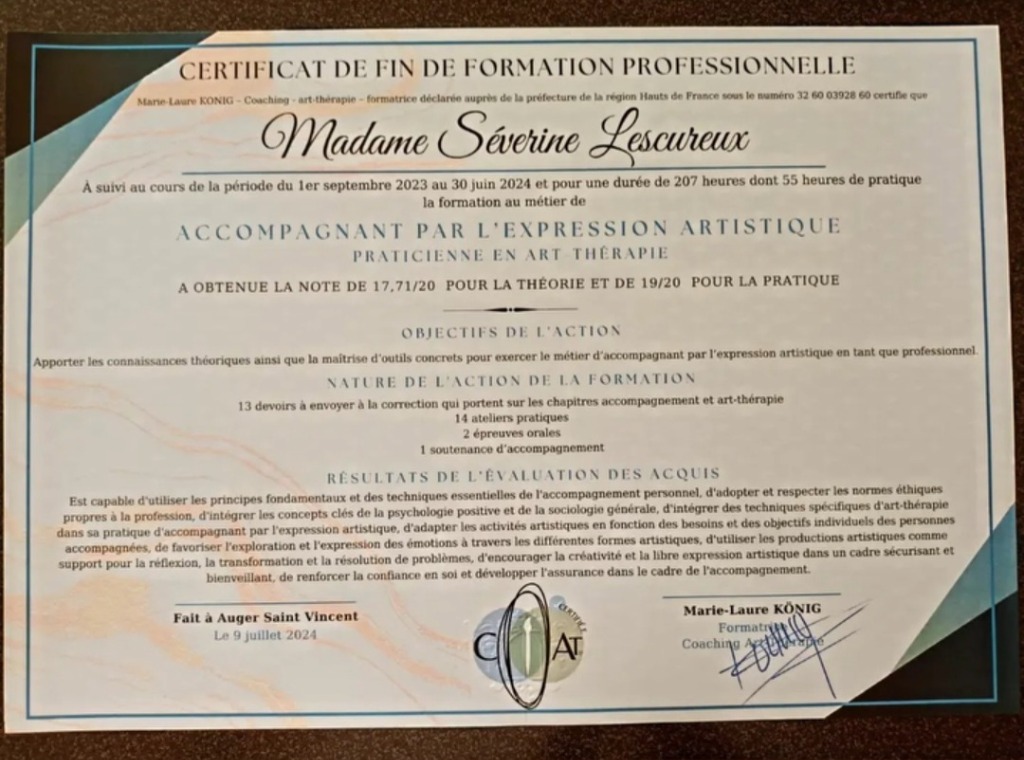 CERTIFICAT DE FIN DE FORMATION PROFESSIONNELLE
Marie-Laure KONIG - Coaching - art-thérapie - formatrice déclarée auprès de la préfecture de la région Hauts de France sous le numéro 32 60 03928 60 certifie que
Madame Séverine Lescureux
À suivi au cours de la période du 1er septembre 2023 au 30 juin 2024 et pour une durée de 207 heures dont 55 heures de pratique
la formation au métier de
ACCOMPAGNANT PAR L'EXPRESSION ARTISTIQUE
PRATICIENNE EN ART THÉRAPIE
A OBTENUE LA NOTE DE 17,71/20 POUR LA THÉORIE ET DE 19/20 POUR LA PRATIQUE
OBJECTIFS DE L'ACTION
Apporter les connaissances théoriques ainsi que la maîtrise d'outils concrets pour exercer le métier d'accompagnant par l'expression artistique en tant que professionnel.
NATURE DE L'ACTION DE LA FORMATION
13 devoirs à envoyer à la correction qui portent sur les chapitres accompagnement et art-thérapie
14 ateliers pratiques
2 épreuves orales
1 soutenance d'accompagnement
RÉSULTATS DE L'ÉVALUATION DES ACQUIS
Est capable d'utiliser les principes fondamentaux et des techniques essentielles de l'accompagnement personnel, d'adopter et respecter les normes éthiques
propres à la profession, d'intégrer les concepts clés de la psychologie positive et de la sociologie générale, d'intégrer des techniques spécifiques d'art-thérapie
dans sa pratique d'accompagnant par l'expression artistique, d'adapter les activités artistiques en fonction des besoins et des objectifs individuels des personnes
accompagnées, de favoriser l'exploration et l'expression des émotions à travers les différentes formes artistiques, d'utiliser les productions artistiques comme
support pour la réflexion, la transformation et la résolution de problèmes, d'encourager la créativité et la libre expression artistique dans un cadre sécurisant et
bienveillant, de renforcer la confiance en soi et développer l'assurance dans le cadre de l'accompagnement.
Fait à Auger Saint Vincent
Le 9 juillet 2024
C AT
Marie-Laure KÖNIG
Formatrice
Coaching Art-thérapie